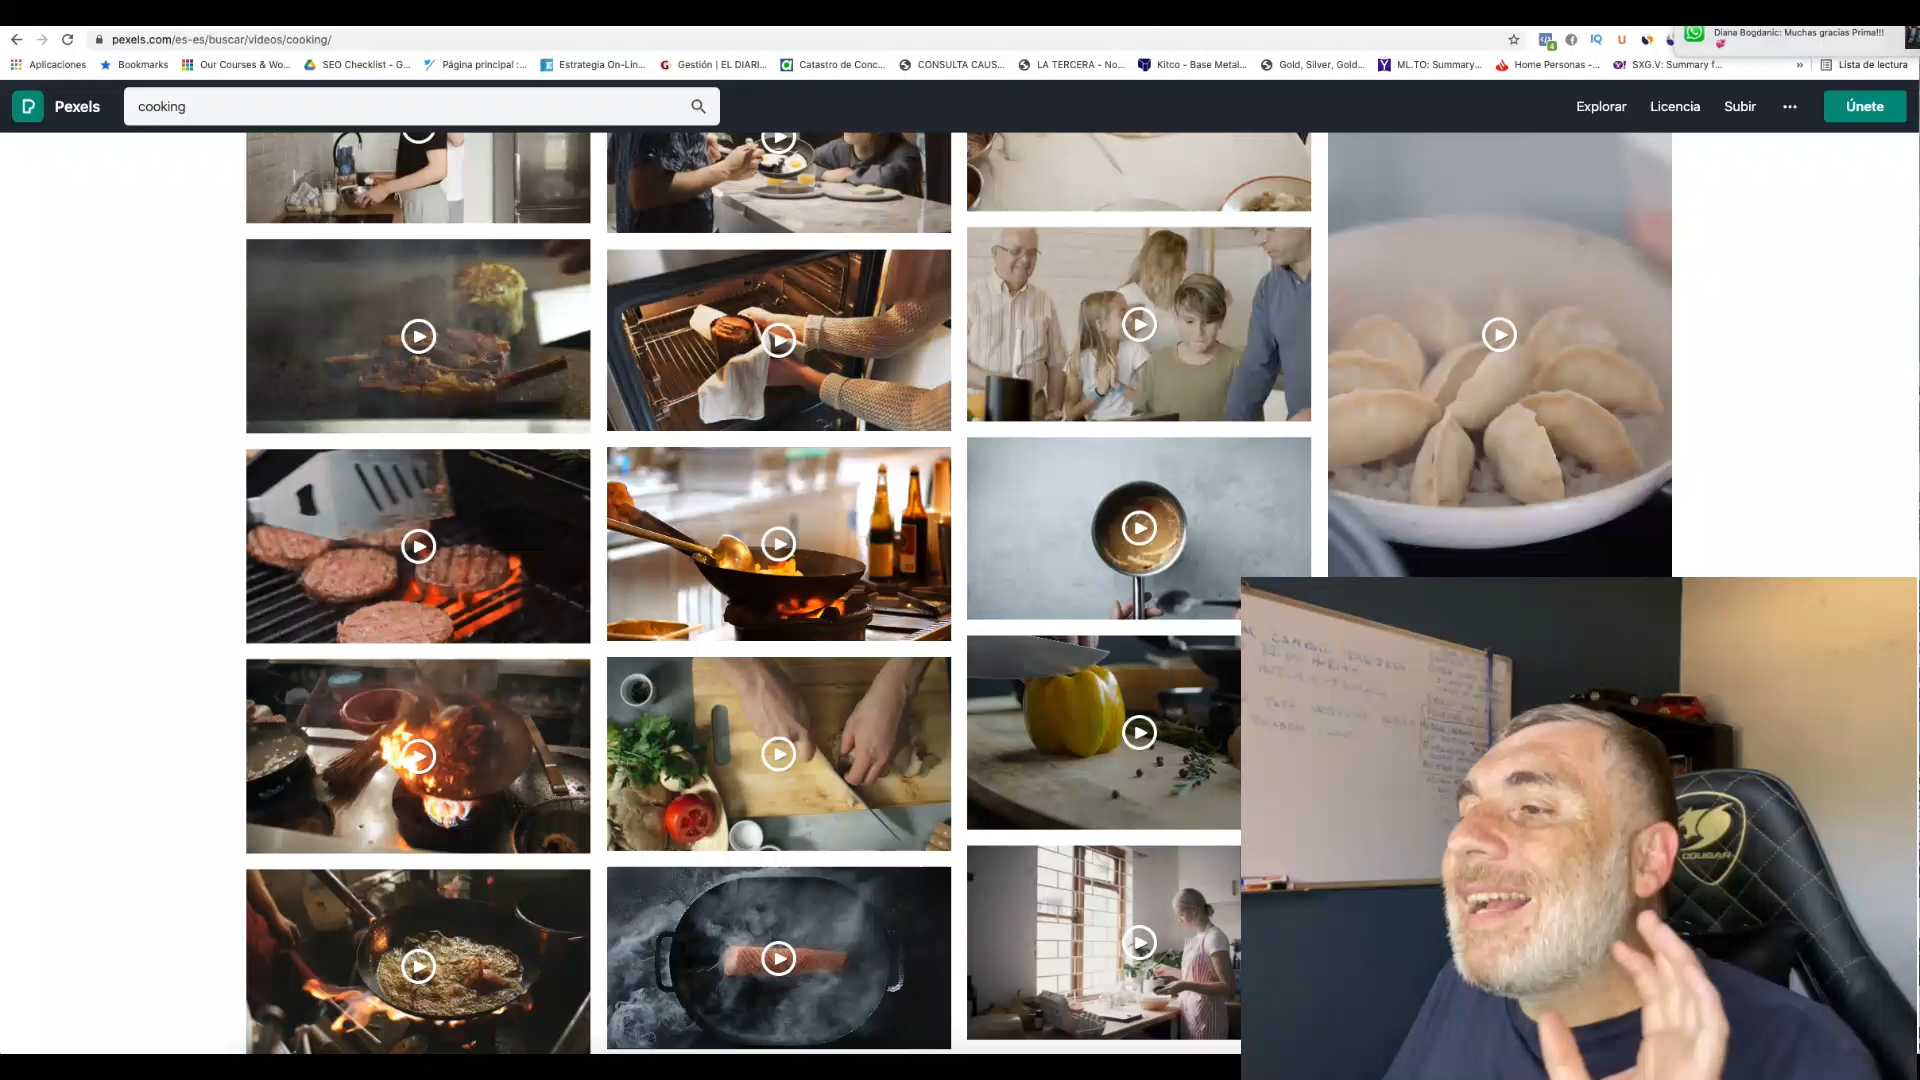 pexels.com/es-es/buscar/videos/cooking/
Diana Bogdanic: Muchas gracias Prima!!!
Aplicaciones
Bookmarks
Our Courses & Wo...
SEO Checklist - G...
Página principal :...
Estrategia On-Lin...
Gestión | EL DIARI...
Catastro de Conc...
CONSULTA CAUS...
LA TERCERA - No...
Kitco - Base Metal...
Gold, Silver, Gold...
ML.TO: Summary...
Home Personas -...
SXG.V: Summary f...
»
Lista de lectura
Pexels
cooking
Explorar
Licencia
Subir
Únete
COUGAR